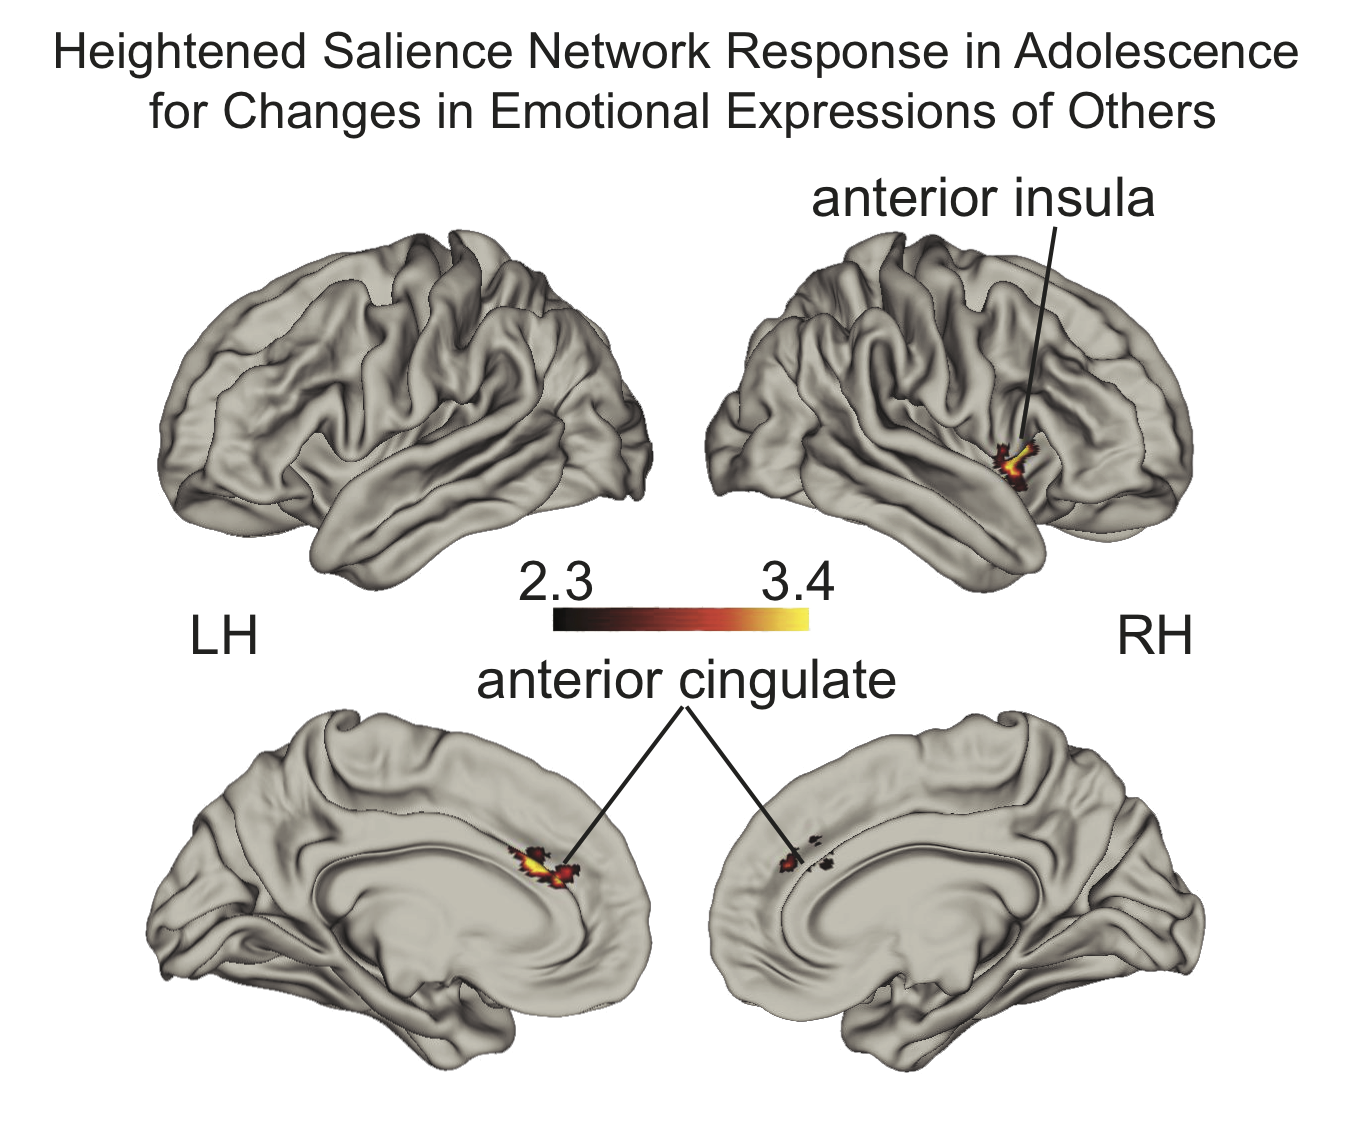 Heightened Salience Network Response in Adolescence
for Changes in Emotional Expressions of Others
anterior insula
2.3 3.4
LH RH
anterior cingulate